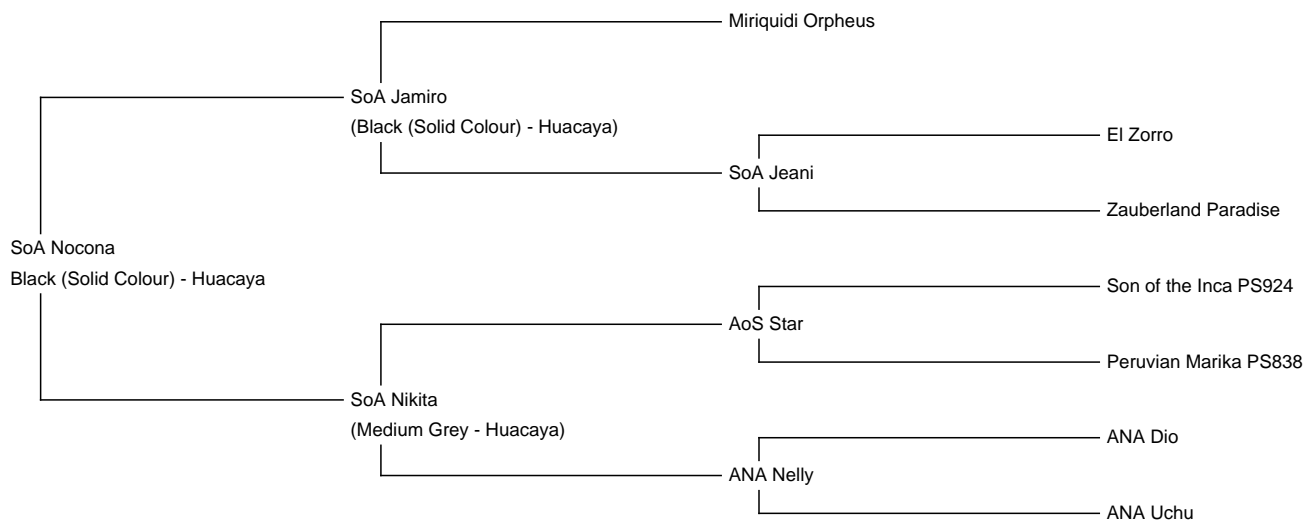 Miriquidi Orpheus
SoA Jamiro
(Black (Solid Colour) - Huacaya)
El Zorro
SoA Jeani
Zauberland Paradise
SoA Nocona
Black (Solid Colour) - Huacaya
Son of the Inca PS924
AoS Star
Peruvian Marika PS838
SoA Nikita
(Medium Grey - Huacaya)
ANA Dio
ANA Nelly
ANA Uchu